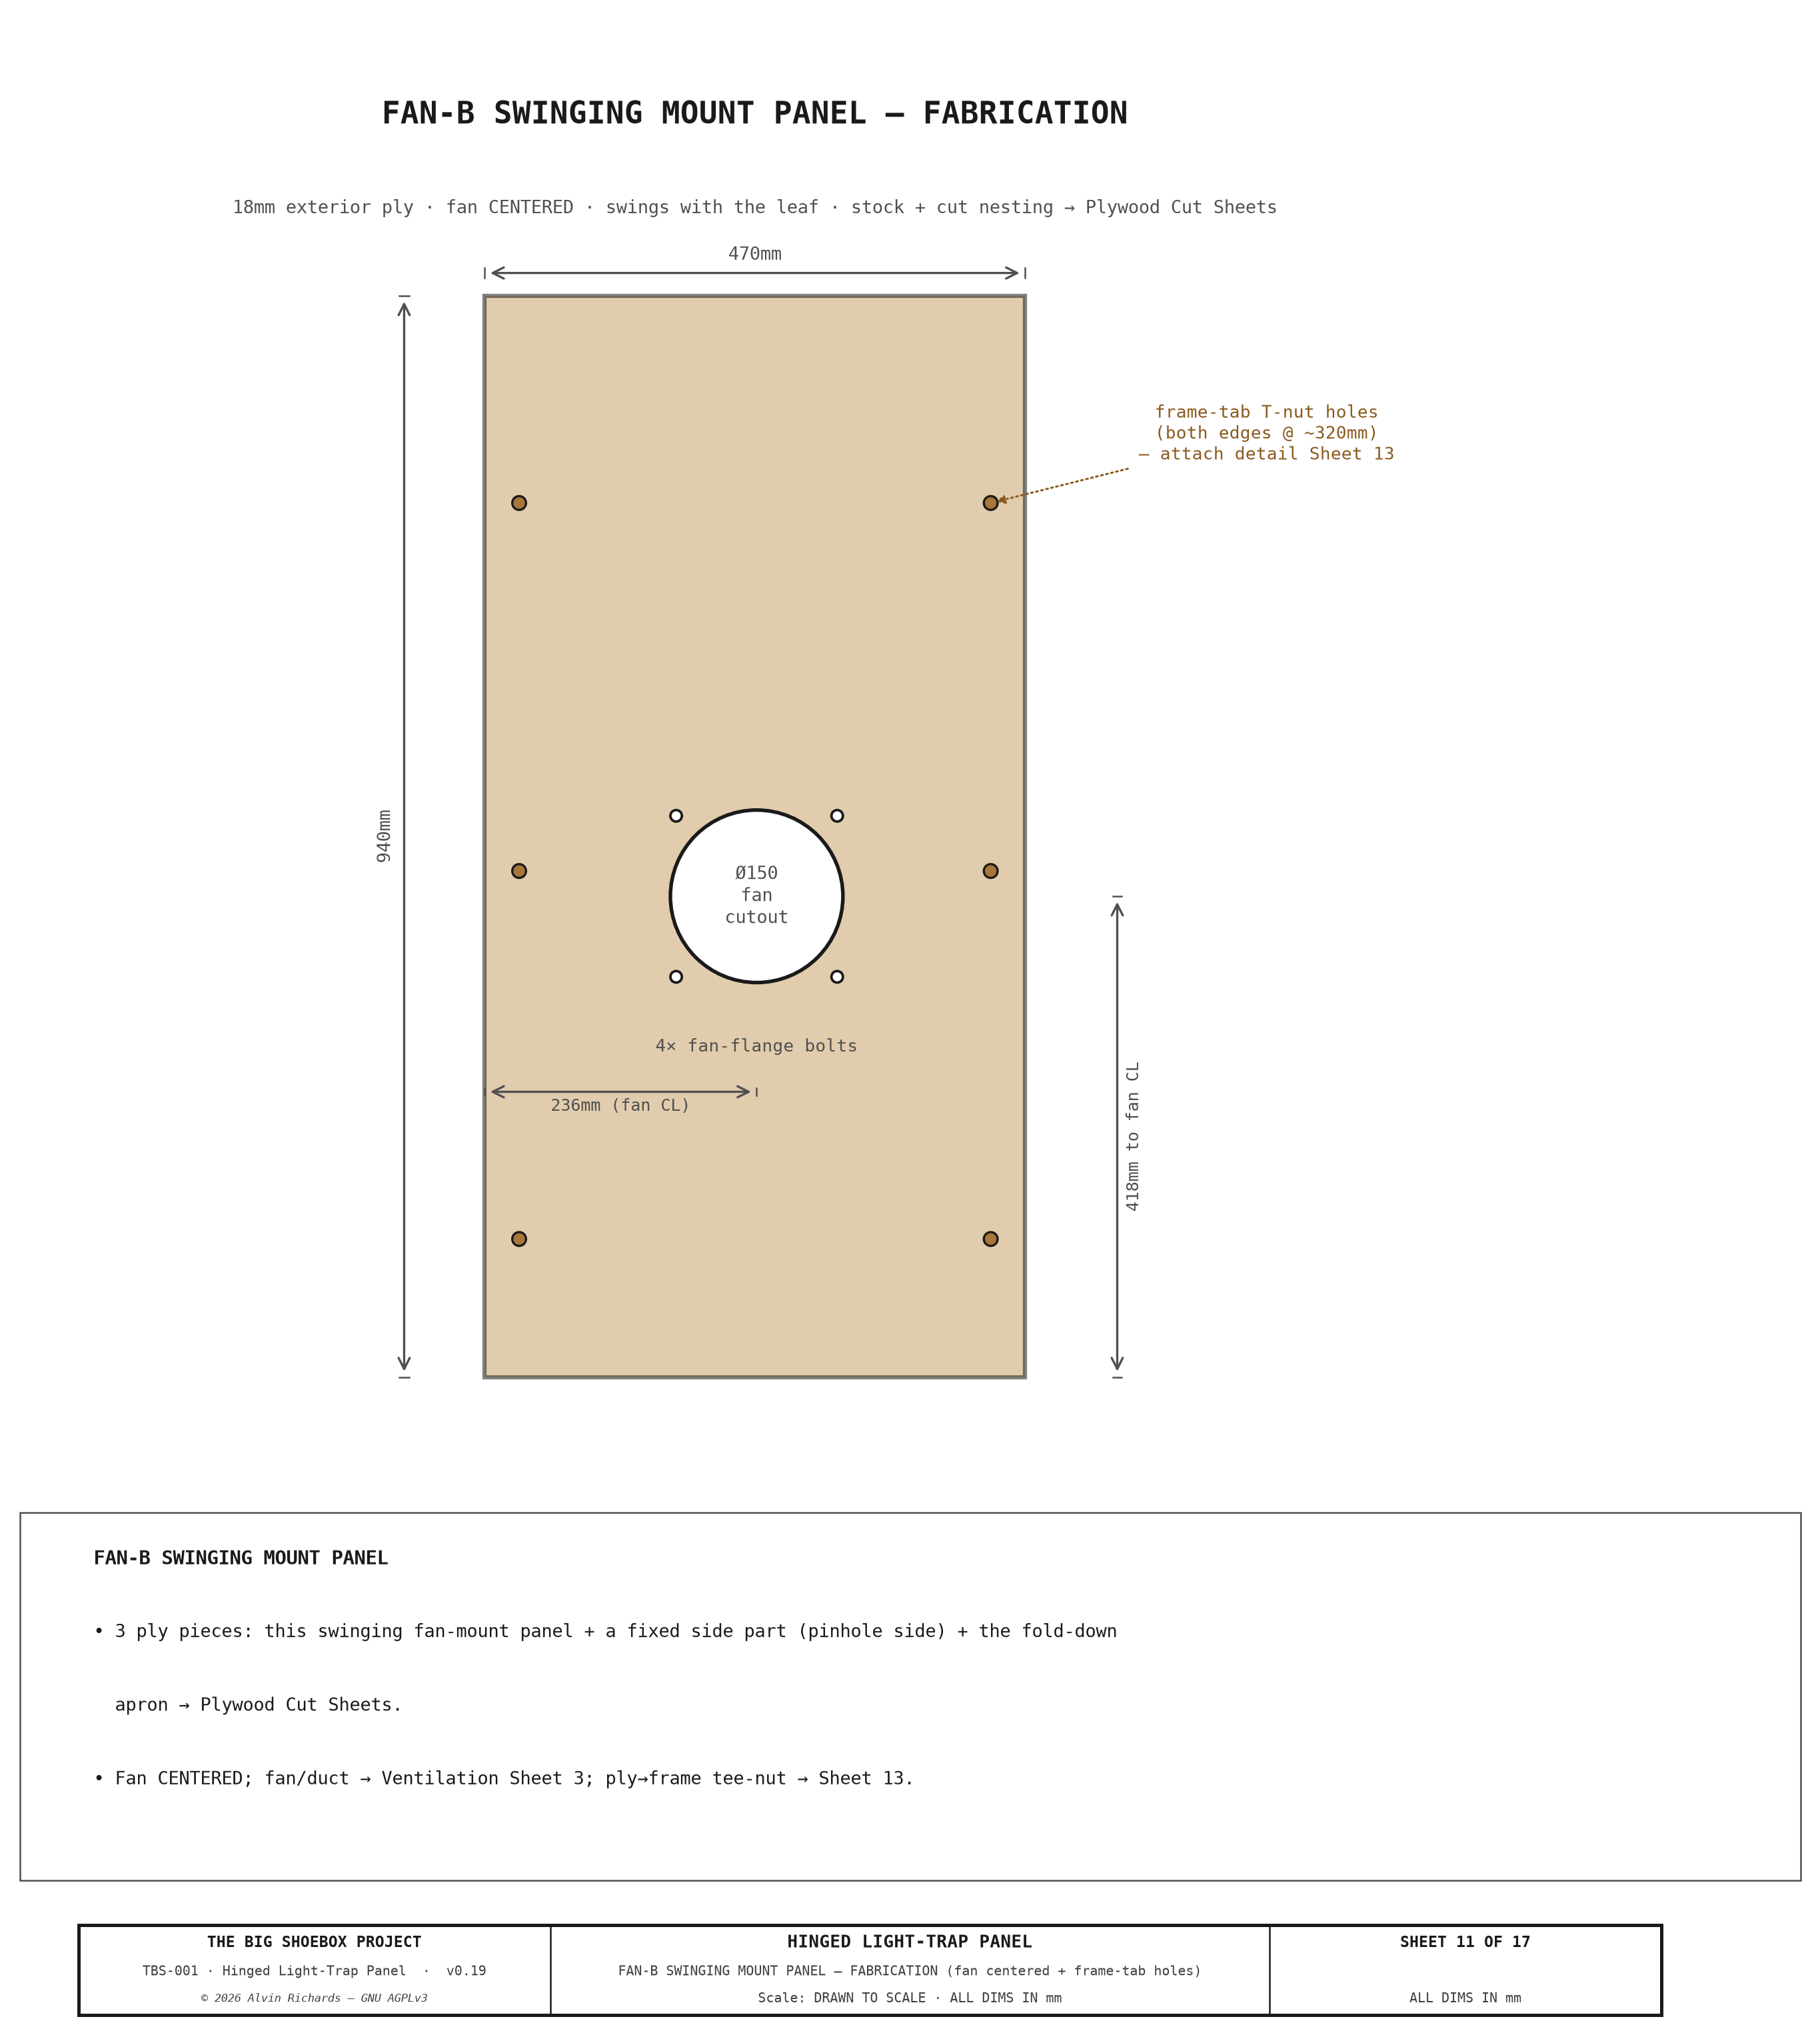 FAN-B SWINGING MOUNT PANEL — FABRICATION
18mm exterior ply · fan CENTERED · swings with the leaf · stock + cut nesting → Plywood Cut Sheets
470mm
frame-tab T-nut holes
(both edges @ ~320mm)
— attach detail Sheet 13
940mm
Ø150
fan
cutout
4× fan-flange bolts
236mm (fan CL)
418mm to fan CL
FAN-B SWINGING MOUNT PANEL
• 3 ply pieces: this swinging fan-mount panel + a fixed side part (pinhole side) + the fold-down
apron → Plywood Cut Sheets.
• Fan CENTERED; fan/duct → Ventilation Sheet 3; ply→frame tee-nut → Sheet 13.
THE BIG SHOEBOX PROJECT
TBS-001 · Hinged Light-Trap Panel · v0.19
© 2026 Alvin Richards — GNU AGPLv3
HINGED LIGHT-TRAP PANEL
FAN-B SWINGING MOUNT PANEL — FABRICATION (fan centered + frame-tab holes)
Scale: DRAWN TO SCALE · ALL DIMS IN mm
SHEET 11 OF 17
ALL DIMS IN mm